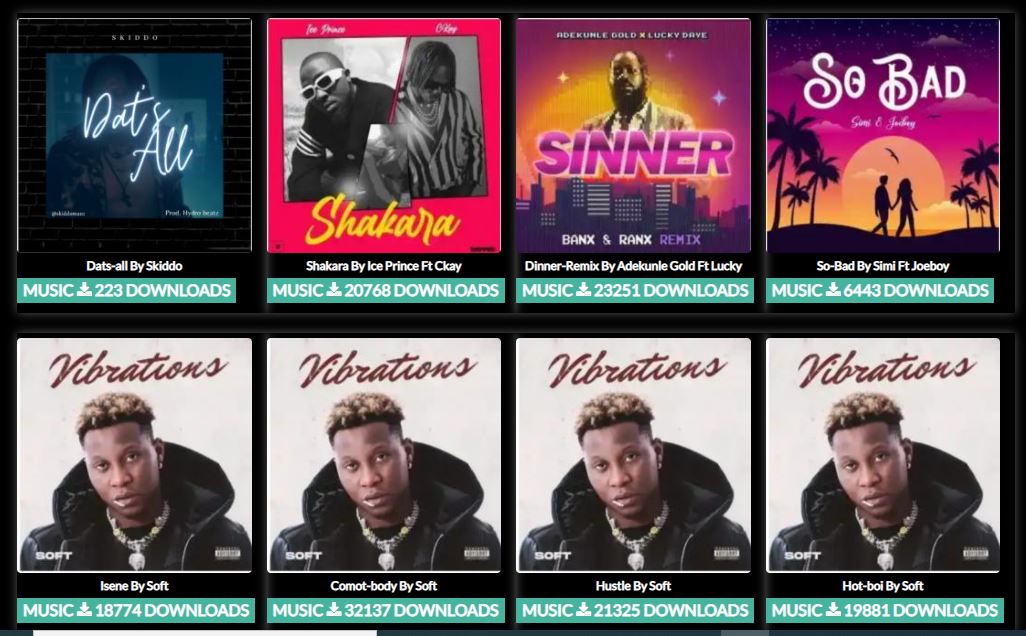 SKIDDO
Dat's
All
@skiddomax1
Prod. Hydro beatz
Dats-all By Skiddo
MUSIC 223 DOWNLOADS
Ice Prince
CKay
Shakara
Shakara By Ice Prince Ft Ckay
MUSIC 20768 DOWNLOADS
ADEKUNLE GOLD X LUCKY DAYE
SINNER
BANX & RANX REMIX
Dinner-Remix By Adekunle Gold Ft Lucky
MUSIC 23251 DOWNLOADS
SO BAD
Simi & Joeboy
So-Bad By Simi Ft Joeboy
MUSIC 6443 DOWNLOADS
Vibrations
SOFT
Isene By Soft
MUSIC 18774 DOWNLOADS
Vibrations
SOFT
Comot-body By Soft
MUSIC 32137 DOWNLOADS
Vibrations
SOFT
Hustle By Soft
MUSIC 21325 DOWNLOADS
Vibrations
SOFT
Hot-boi By Soft
MUSIC 19881 DOWNLOADS